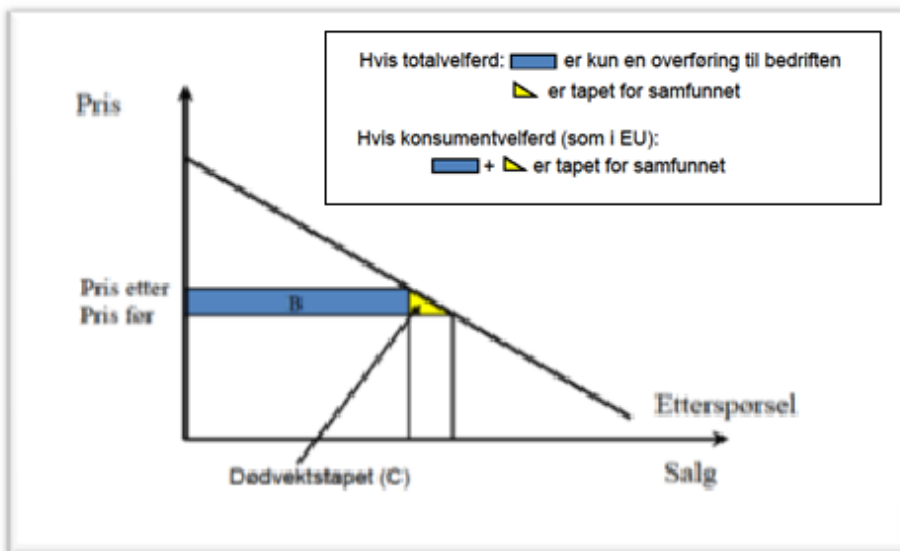 Hvis totalvelferd: er kun en overføring til bedriften
er tapet for samfunnet
Hvis konsumentvelferd (som i EU):
+ er tapet for samfunnet
Pris
Pris etter
B
Pris før
Etterspørsel
Dødvektstapet (C)
Salg